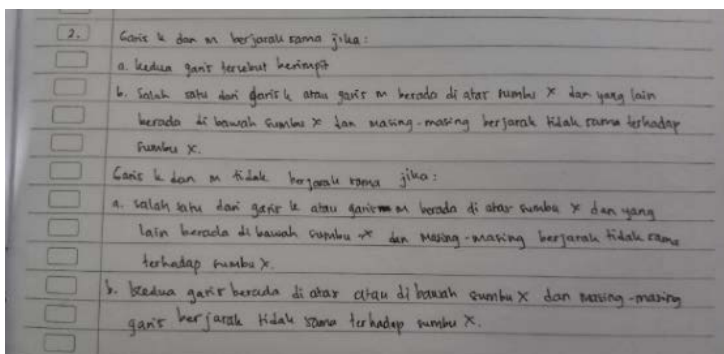 2. Garis k dan m berjarak sama jika:
a. kedua garis tersebut berimpit
b. Salah satu dari garis k atau garis m berada di atas sumbu X dan yang lain
berada di bawah sumbu X dan masing-masing berjarak tidak sama terhadap
sumbu X.
Garis k dan m tidak berjarak sama jika:
a. salah satu dari garis k atau garis m berada di atas sumbu X dan yang
lain berada di bawah sumbu X dan masing-masing berjarak tidak sama
terhadap sumbu X.
b. kedua garis berada di atas atau di bawah sumbu X dan masing-masing
garis berjarak tidak sama terhadap sumbu X.